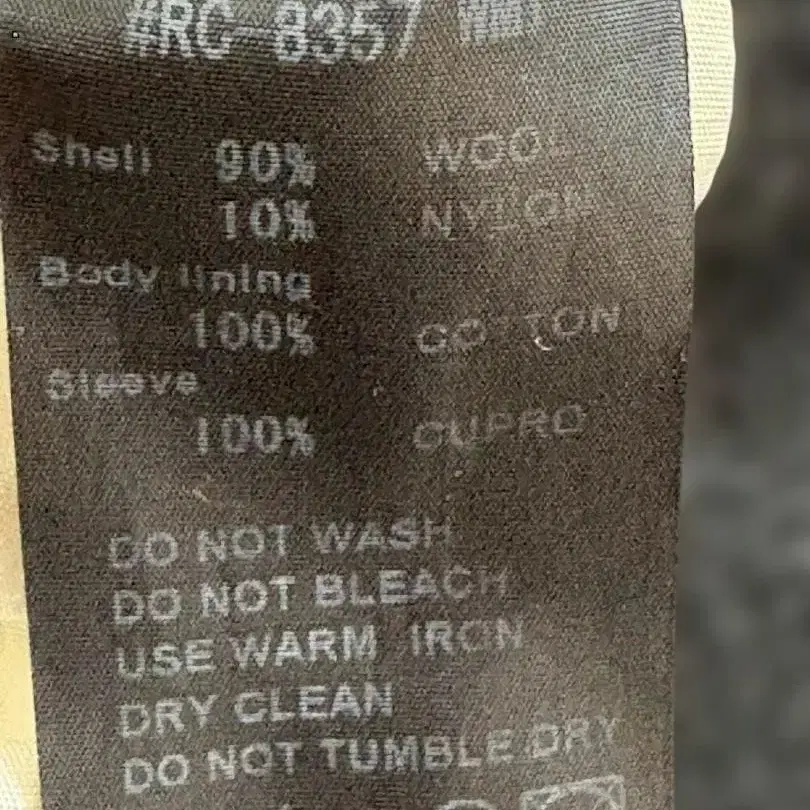 #RC-8357
Shell 90% WOOL
10% NYLON
Body lining
100% COTTON
Sleeve
100% CUPRO
DO NOT WASH
DO NOT BLEACH
USE WARM IRON
DRY CLEAN
DO NOT TUMBLE DRY